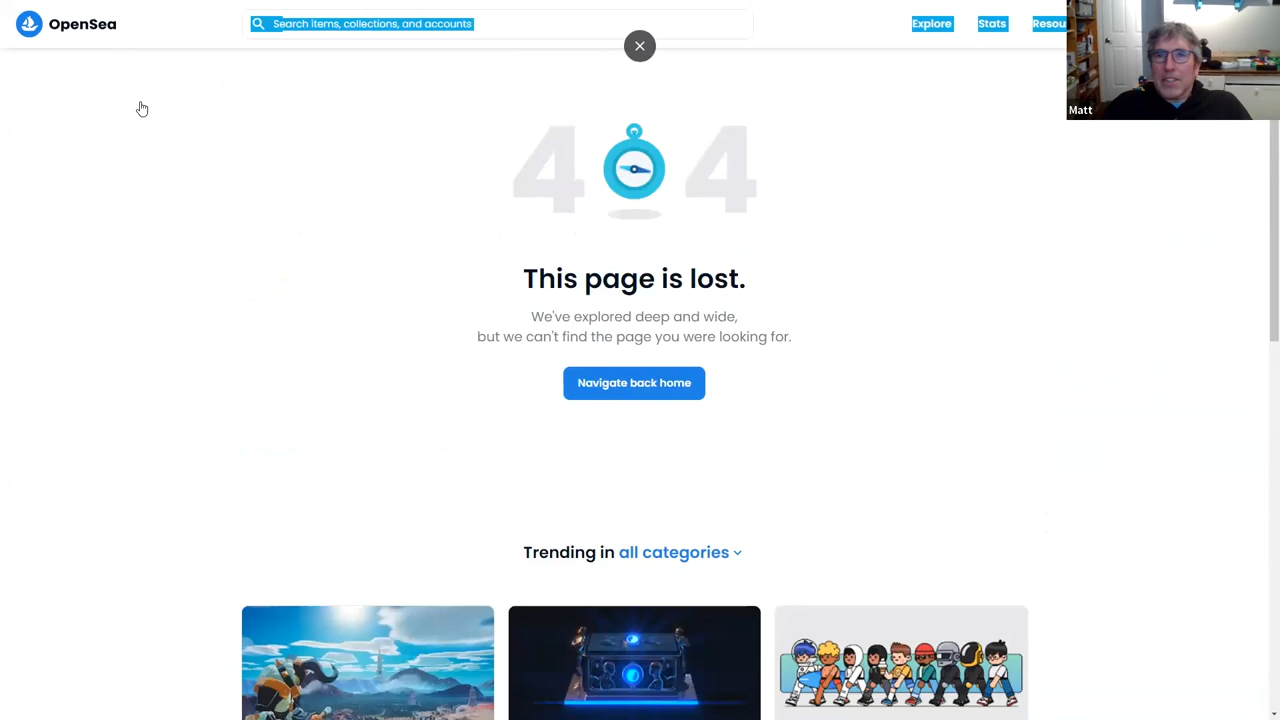 OpenSea
Search items, collections, and accounts
Explore
Stats
Matt
4 4
This page is lost.
We've explored deep and wide,
but we can't find the page you were looking for.
Navigate back home
Trending in all categories